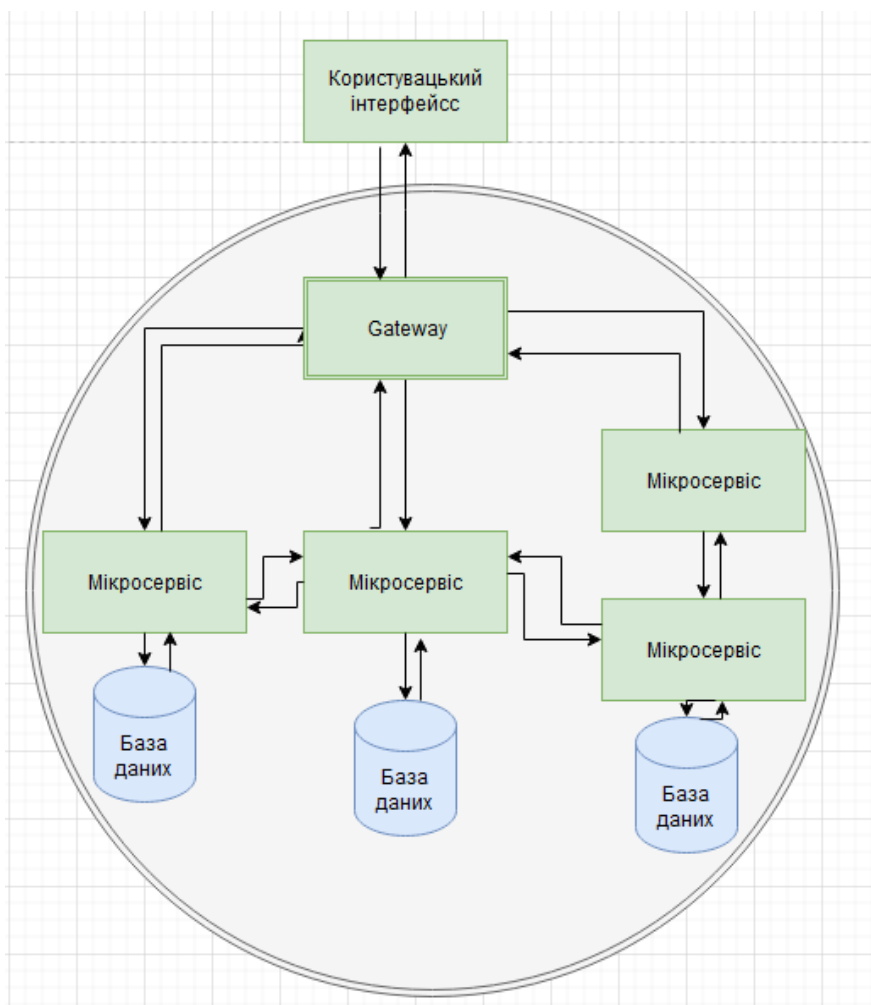 Користувацький
інтерфейсс
Gateway
Мікросервіс
Мікросервіс
Мікросервіс
Мікросервіс
База
даних
База
даних
База
даних